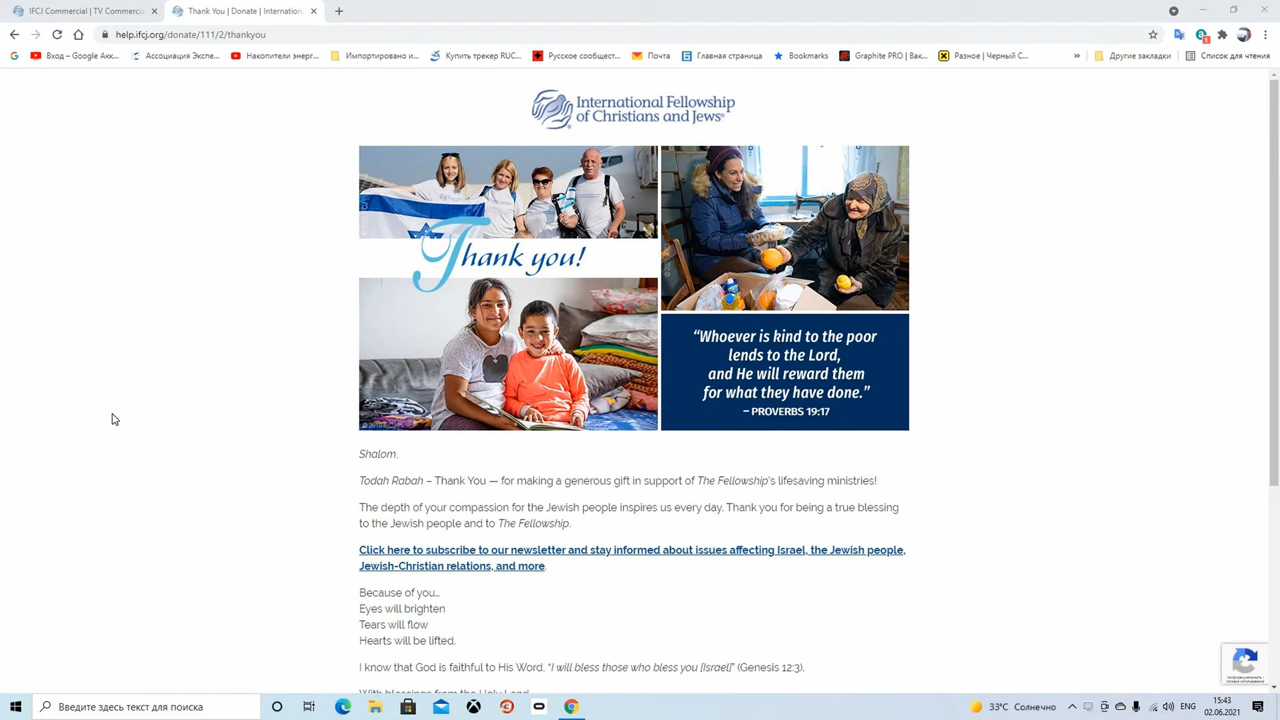 IFCJ Commercial | TV Commerci
Thank You | Donate | Internation
help.ifcj.org/donate/111/2/thankyou
Вход – Google Акк...
Ассоциация Экспе...
Накопители энерг...
Импортировано и...
Купить трекер RUC...
Русское сообщест...
Почта
Главная страница
Bookmarks
Graphite PRO | Вак...
Разное | Черный С...
»
Другие закладки
Список для чтения
International Fellowship
of Christians and Jews®
Thank you!
“Whoever is kind to the poor
lends to the Lord,
and He will reward them
for what they have done.”
– PROVERBS 19:17
Shalom,
Todah Rabah – Thank You — for making a generous gift in support of The Fellowship's lifesaving ministries!
The depth of your compassion for the Jewish people inspires us every day. Thank you for being a true blessing
to the Jewish people and to The Fellowship.
Click here to subscribe to our newsletter and stay informed about issues affecting Israel, the Jewish people,
Jewish-Christian relations, and more.
Because of you…
Eyes will brighten
Tears will flow
Hearts will be lifted.
I know that God is faithful to His Word, “I will bless those who bless you [Israel]” (Genesis 12:3).
With blessings from the Holy Land
Введите здесь текст для поиска
33°C Солнечно
ENG
15:43
02.06.2021